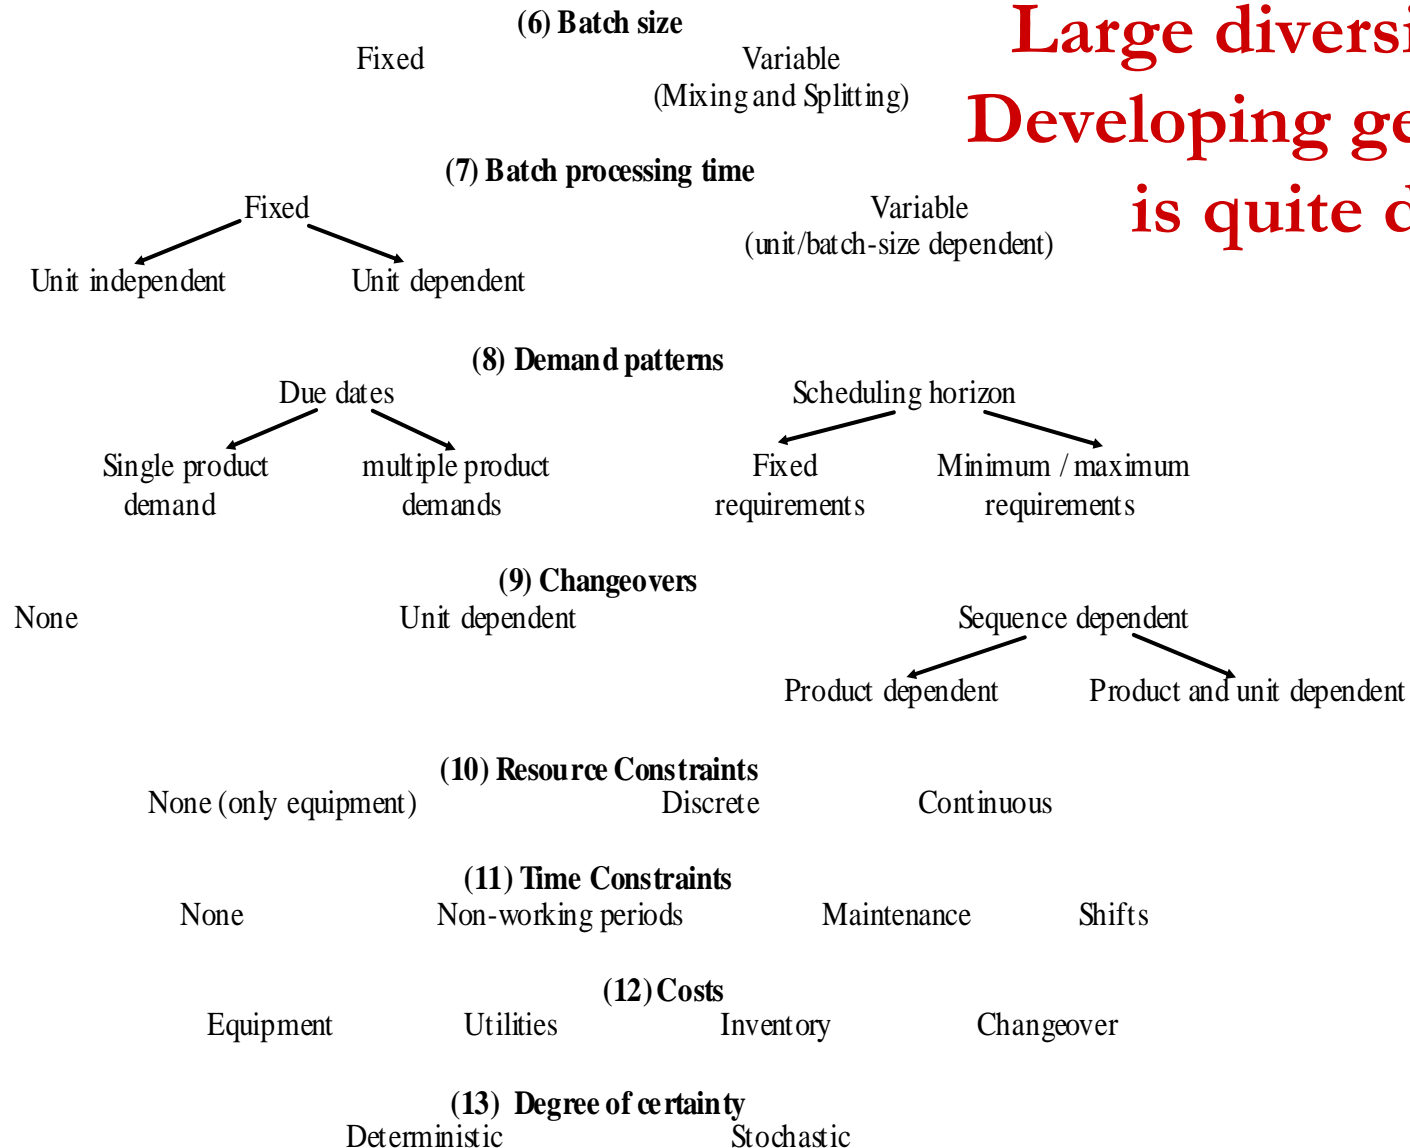 (6) Batch size
Fixed
Variable
(Mixing and Splitting)
Large
Developing
is quite
(7) Batch processing time
Fixed
Variable
(unit/batch-size dependent)
Unit independent
Unit dependent
(8) Demand patterns
Due dates
Scheduling horizon
Single product
demand
multiple product
demands
Fixed
requirements
Minimum / maximum
requirements
(9) Changeovers
None
Unit dependent
Sequence dependent
Product dependent
Product and unit dependent
(10) Resource Constraints
None (only equipment)
Discrete
Continuous
(11) Time Constraints
None
Non-working periods
Maintenance
Shifts
(12) Costs
Equipment
Utilities
Inventory
Changeover
(13) Degree of certainty
Deterministic
Stochastic